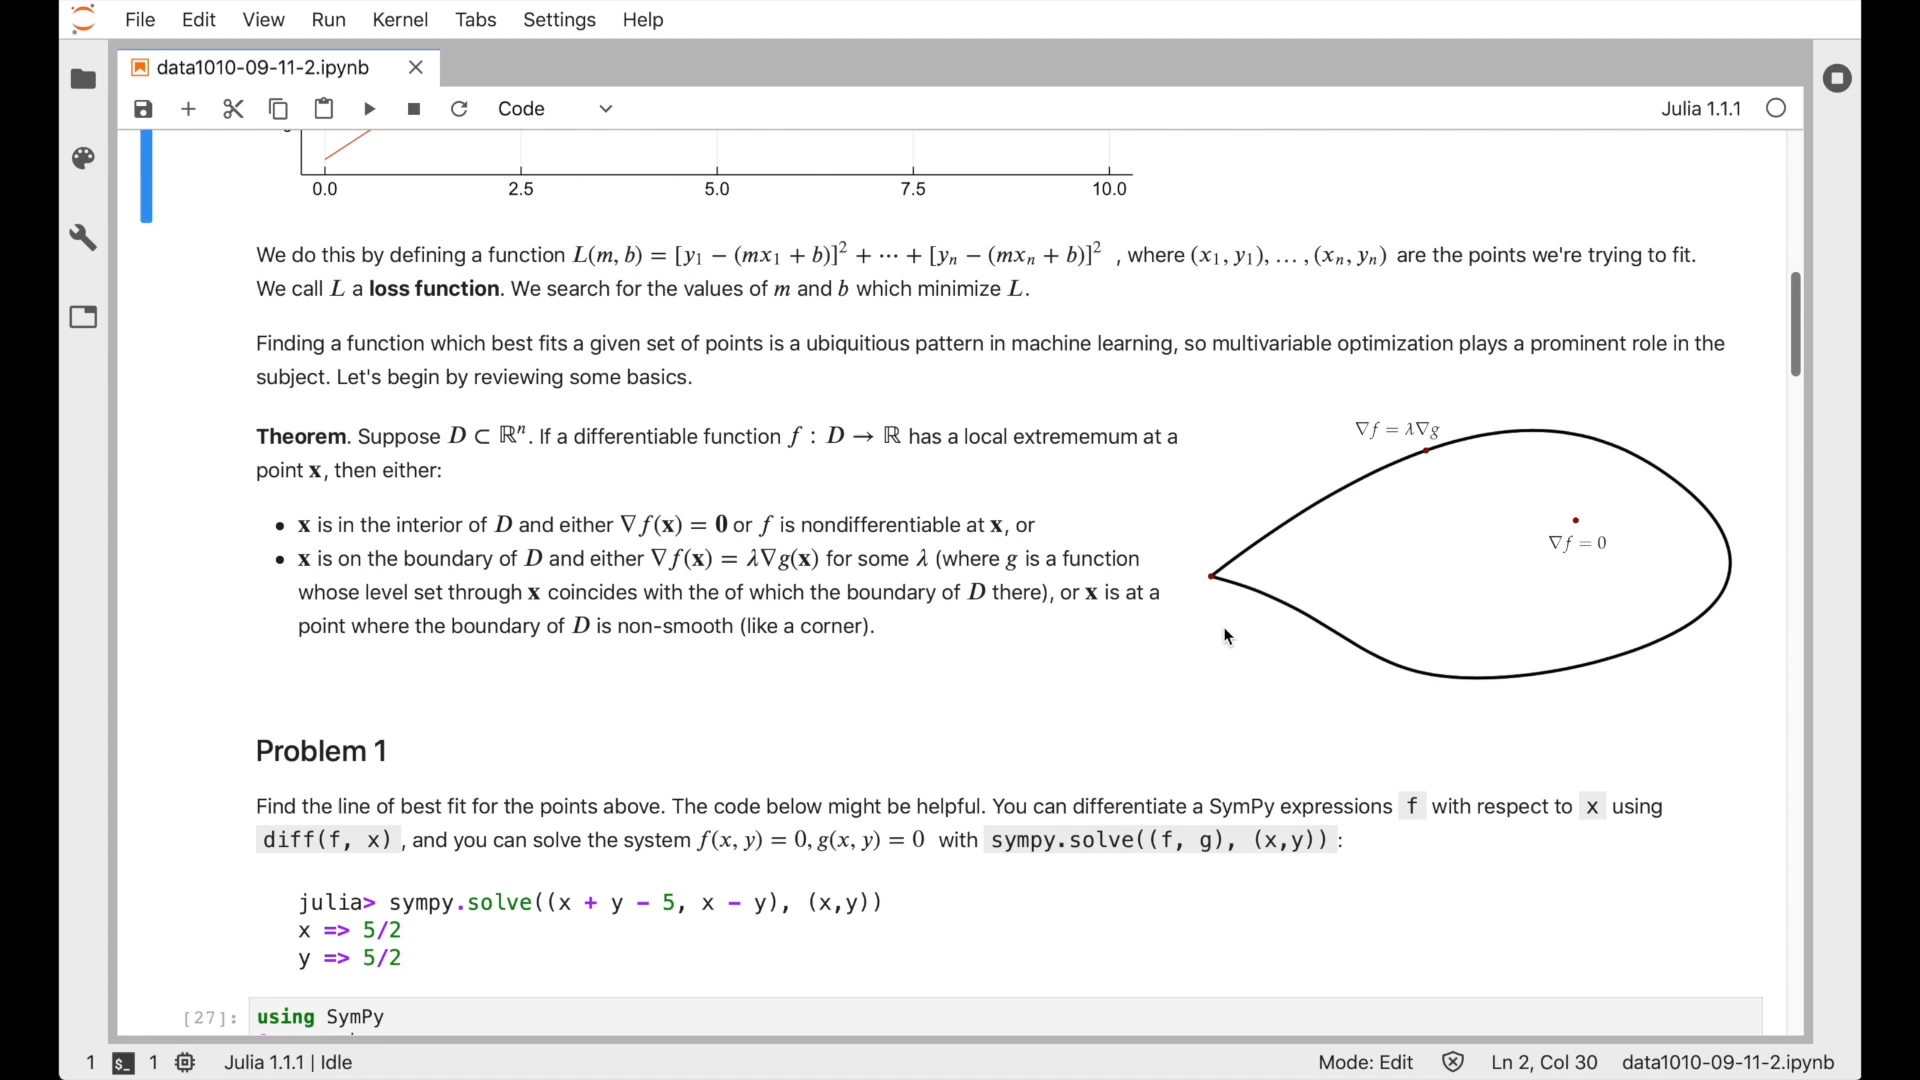 File Edit View Run Kernel Tabs Settings Help
data1010-09-11-2.ipynb
Code
Julia 1.1.1
0.0 2.5 5.0 7.5 10.0
We do this by defining a function L(m, b) = [y₁ − (mx₁ + b)]² + ⋯ + [yₙ − (mxₙ + b)]² , where (x₁, y₁), … , (xₙ, yₙ) are the points we're trying to fit.
We call L a loss function. We search for the values of m and b which minimize L.
Finding a function which best fits a given set of points is a ubiquitious pattern in machine learning, so multivariable optimization plays a prominent role in the
subject. Let's begin by reviewing some basics.
Theorem. Suppose D ⊂ ℝⁿ. If a differentiable function f : D → ℝ has a local extrememum at a
point x, then either:
• x is in the interior of D and either ∇f(x) = 0 or f is nondifferentiable at x, or
• x is on the boundary of D and either ∇f(x) = λ∇g(x) for some λ (where g is a function
whose level set through x coincides with the of which the boundary of D there), or x is at a
point where the boundary of D is non-smooth (like a corner).
∇f = λ∇g
∇f = 0
Problem 1
Find the line of best fit for the points above. The code below might be helpful. You can differentiate a SymPy expressions f with respect to x using
diff(f, x) , and you can solve the system f(x, y) = 0, g(x, y) = 0 with sympy.solve((f, g), (x,y)) :
julia> sympy.solve((x + y - 5, x - y), (x,y))
x => 5/2
y => 5/2
[27]: using SymPy
1 $_ 1 Julia 1.1.1 | Idle Mode: Edit Ln 2, Col 30 data1010-09-11-2.ipynb